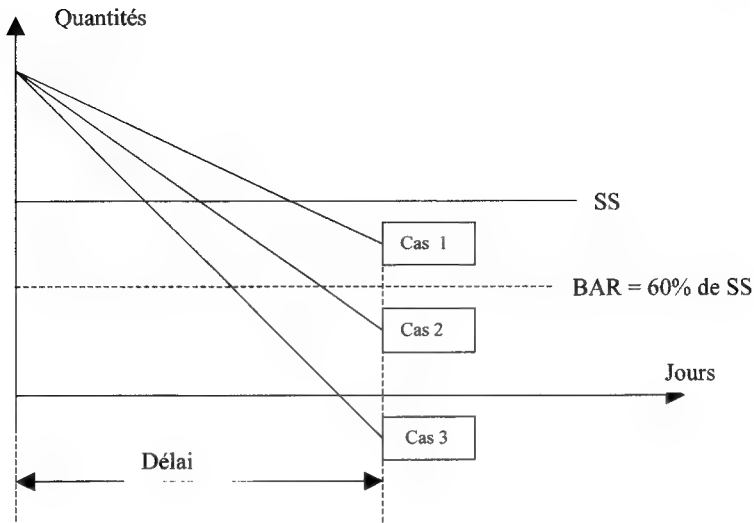 Quantités
SS
Cas 1
BAR = 60% de SS
Cas 2
Jours
Cas 3
Délai